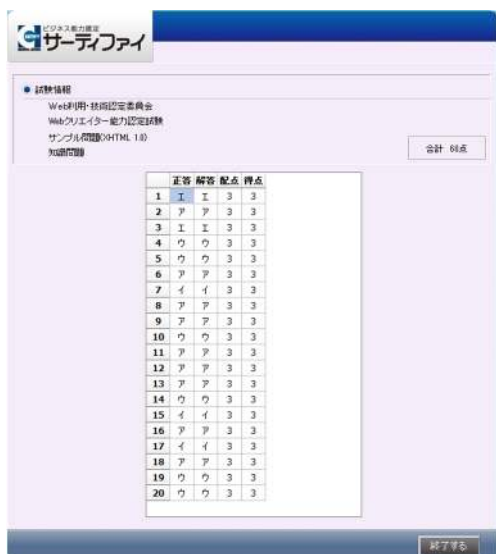 ビジネス能力認定
サーティファイ
試験情報
Web利用・技術認定委員会
Webクリエイター能力認定試験
サンプル問題(XHTML 1.0)
知識問題
合計 60点
正答 解答 配点 得点
1 エ エ 3 3
2 ア ア 3 3
3 エ エ 3 3
4 ウ ウ 3 3
5 ウ ウ 3 3
6 ア ア 3 3
7 イ イ 3 3
8 ア ア 3 3
9 ア ア 3 3
10 ウ ウ 3 3
11 ア ア 3 3
12 ア ア 3 3
13 ア ア 3 3
14 ウ ウ 3 3
15 イ イ 3 3
16 ア ア 3 3
17 イ イ 3 3
18 ア ア 3 3
19 ウ ウ 3 3
20 ウ ウ 3 3
終了する